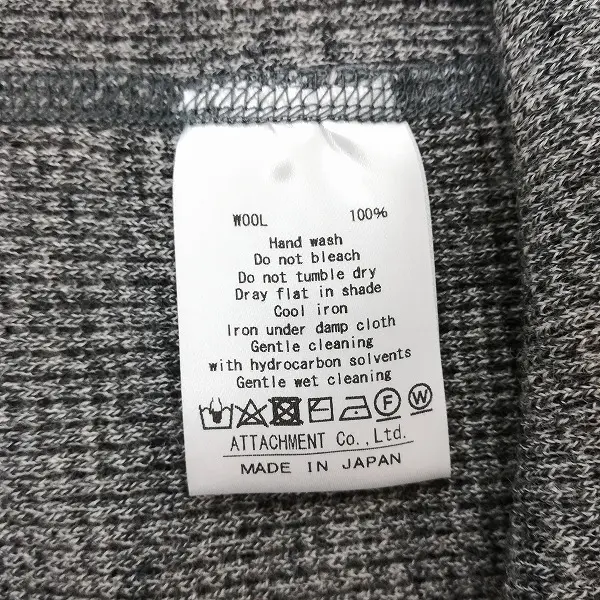 WOOL 100%
Hand wash
Do not bleach
Do not tumble dry
Dray flat in shade
Cool iron
Iron under damp cloth
Gentle cleaning
with hydrocarbon solvents
Gentle wet cleaning
F W
ATTACHMENT Co.,Ltd.
MADE IN JAPAN